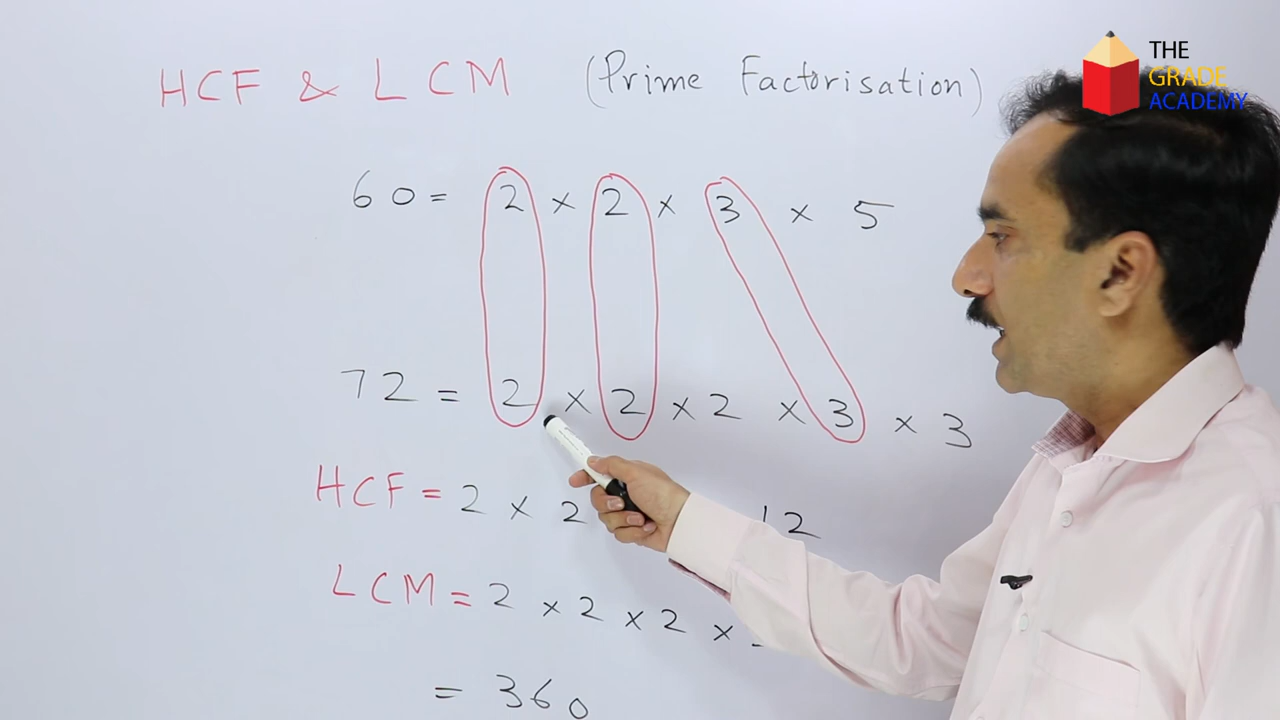 THE
GRADE
ACADEMY
HCF & LCM (Prime Factorisation)
60 = 2 × 2 × 3 × 5
72 = 2 × 2 × 2 × 3 × 3
HCF = 2 × 2 12
LCM = 2 × 2 × 2 ×
= 360